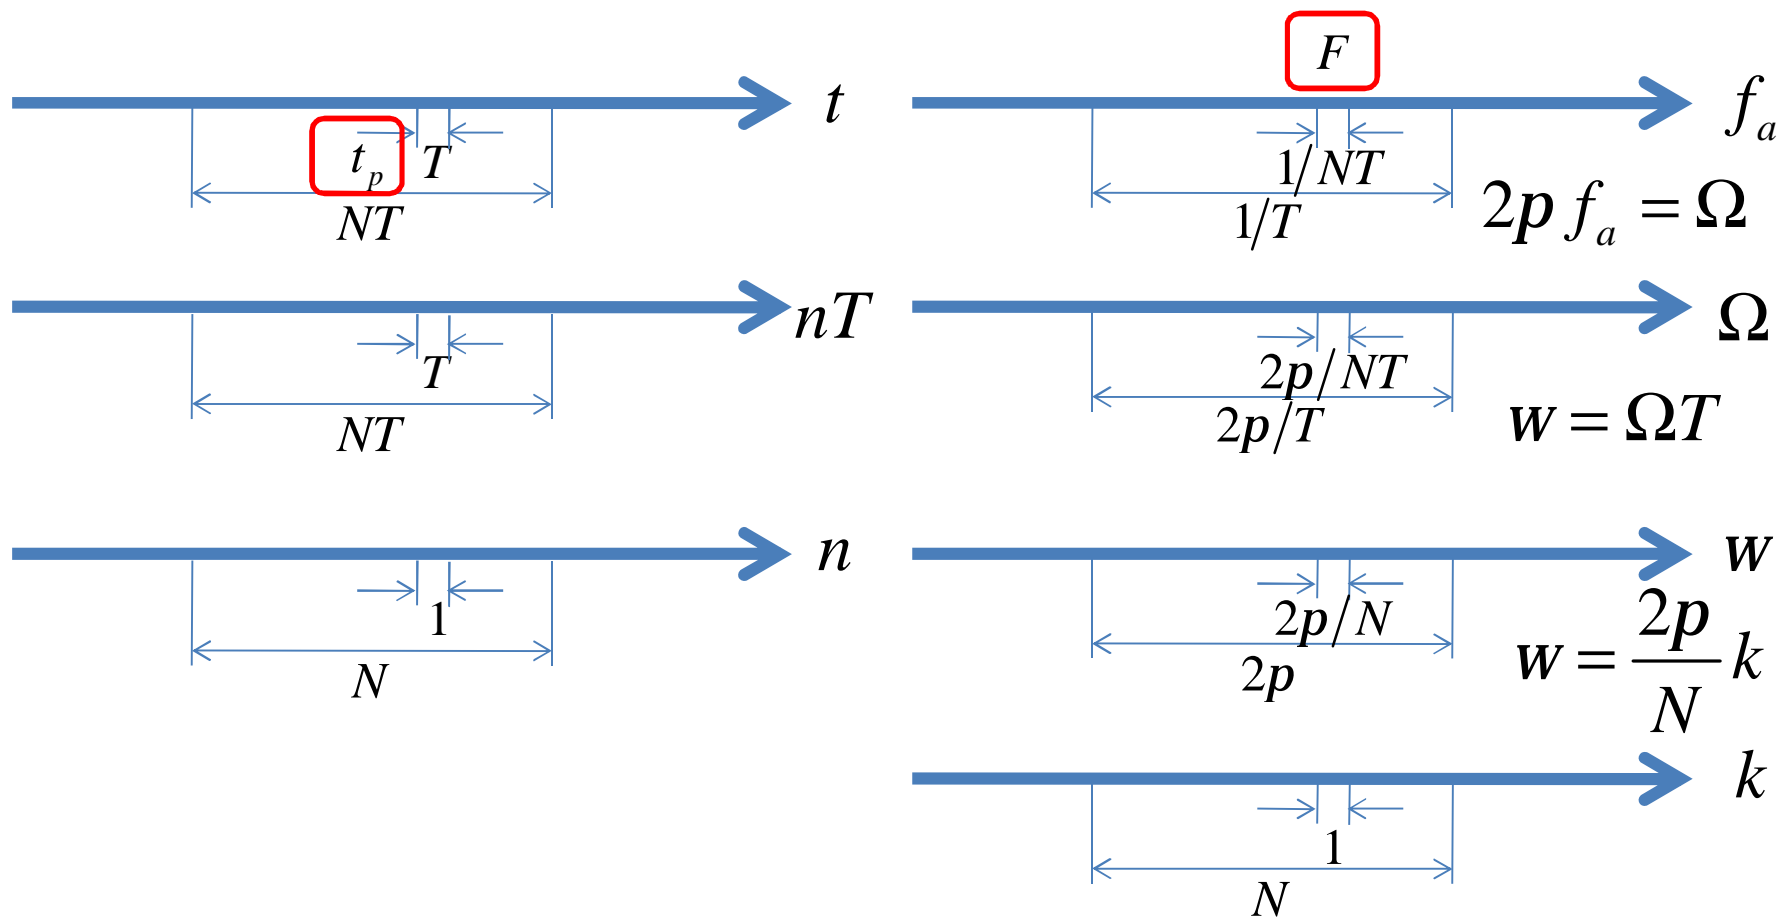 t
t_p
T
NT
nT
T
NT
n
1
N
F
f_a
1/NT
1/T
2p f_a = Ω
Ω
2p/NT
2p/T
w = ΩT
w
2p/N
2p
w = 2p/N k
k
1
N